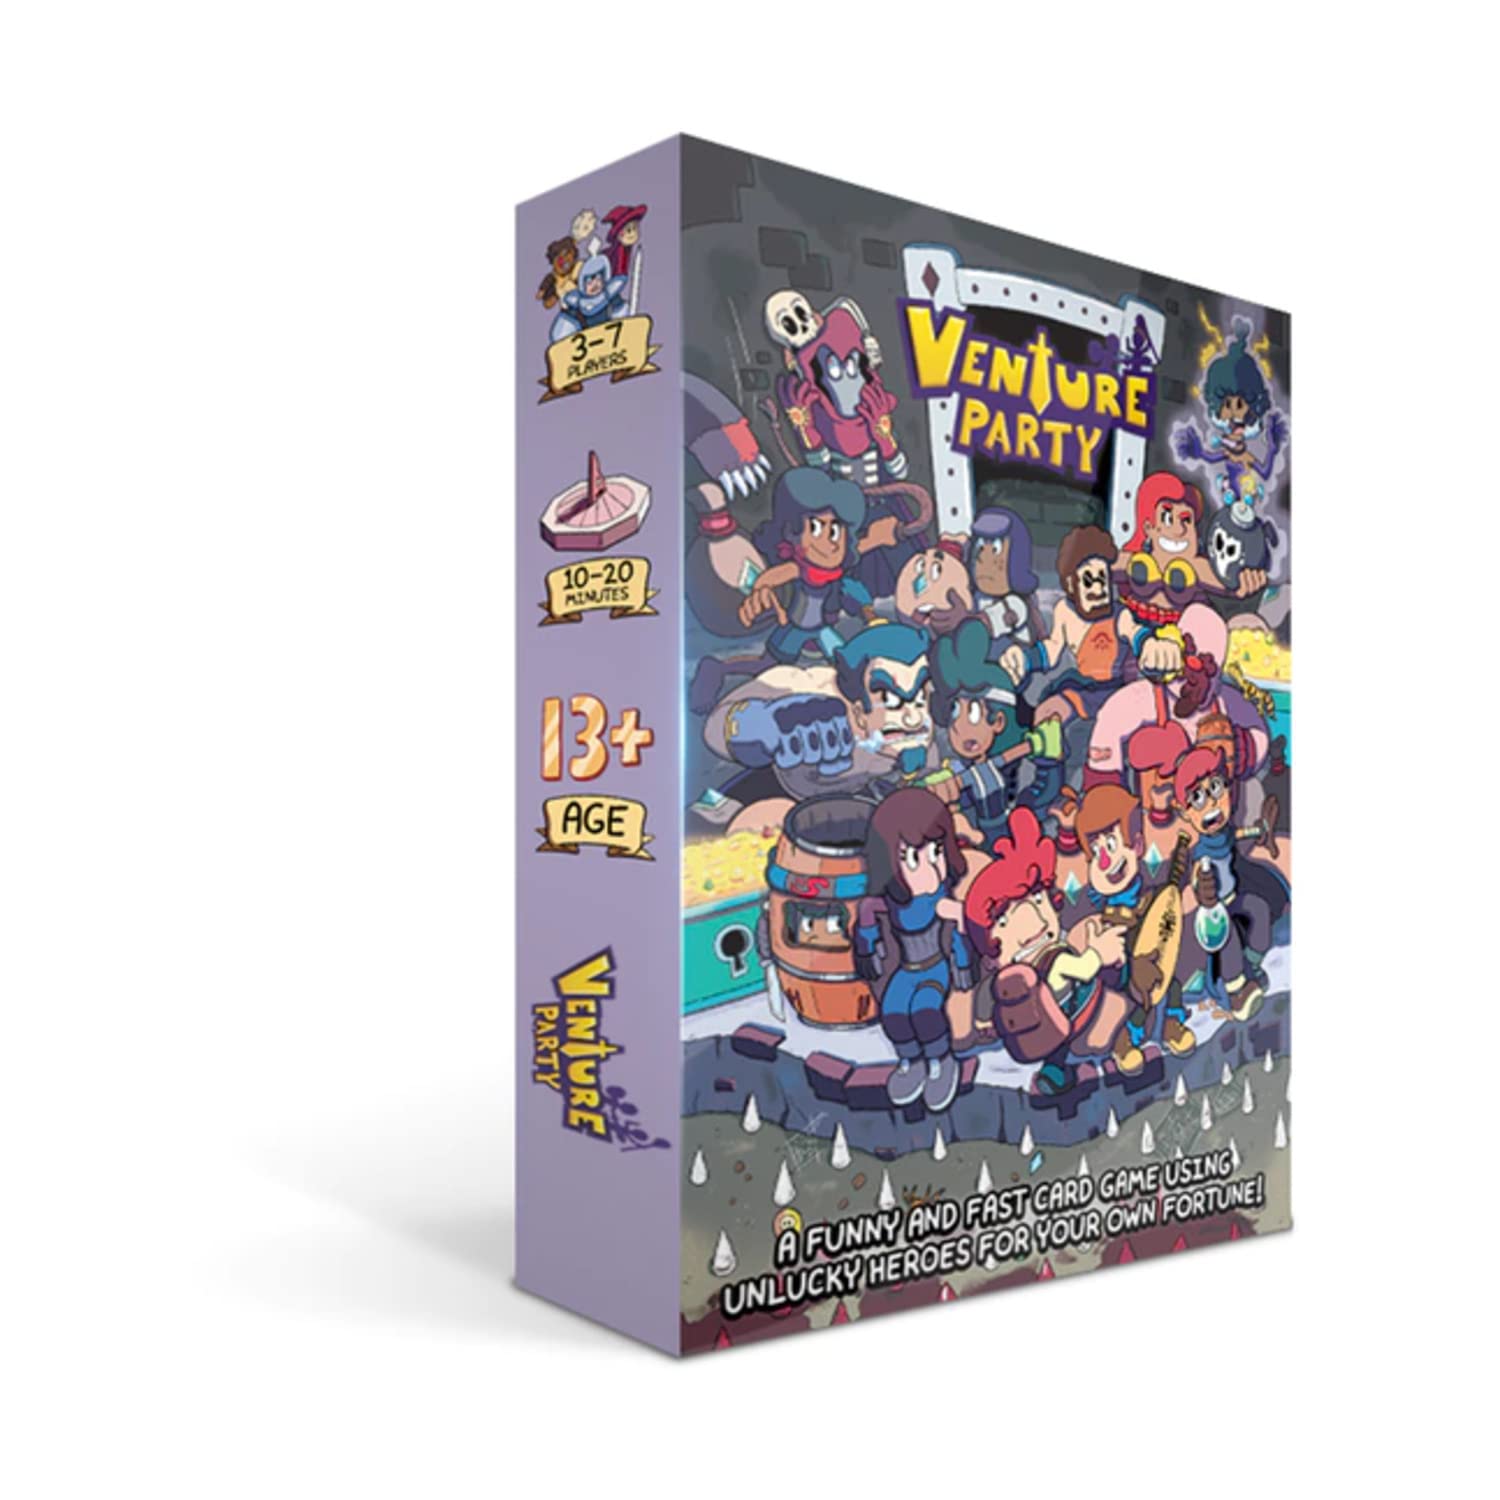 3-7
PLAYERS
10-20
MINUTES
13+
AGE
VENTURE
PARTY
VENTURE
PARTY
A FUNNY AND FAST CARD GAME USING
UNLUCKY HEROES FOR YOUR OWN FORTUNE!